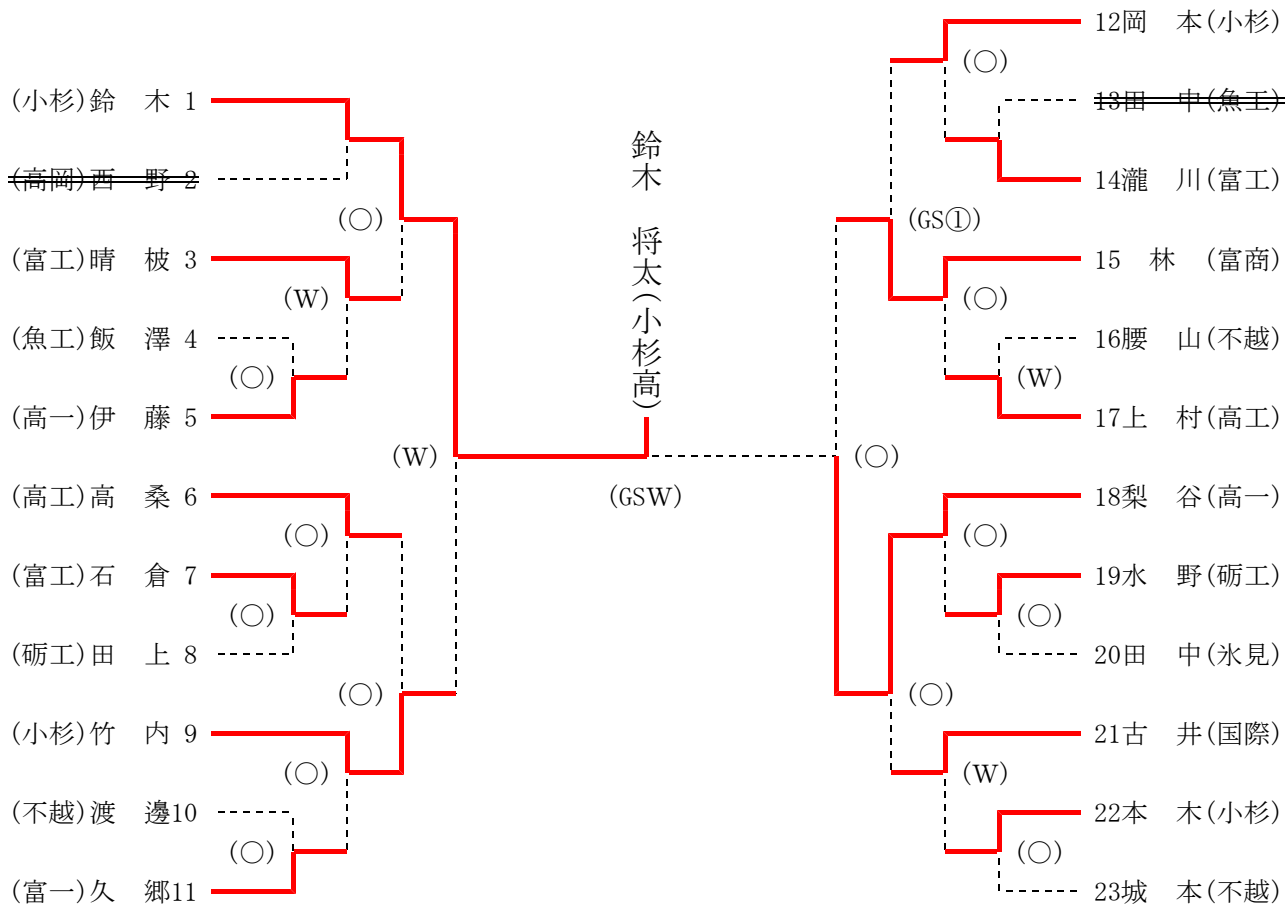 (小杉)鈴　木 1
(高岡)西　野 2
(○)
(富工)晴　柀 3
(W)
(魚工)飯　澤 4
(○)
(高一)伊　藤 5
(W)
(高工)高　桑 6
(○)
(富工)石　倉 7
(○)
(砺工)田　上 8
(○)
(小杉)竹　内 9
(○)
(不越)渡　邊10
(○)
(富一)久　郷11
鈴木　将太(小杉高)
(GSW)
12岡　本(小杉)
(○)
13田　中(魚工)
14瀧　川(富工)
(GS①)
15　林　(富商)
(○)
16腰　山(不越)
(W)
17上　村(高工)
(○)
18梨　谷(高一)
(○)
19水　野(砺工)
(○)
20田　中(氷見)
(○)
21古　井(国際)
(W)
22本　木(小杉)
(○)
23城　本(不越)